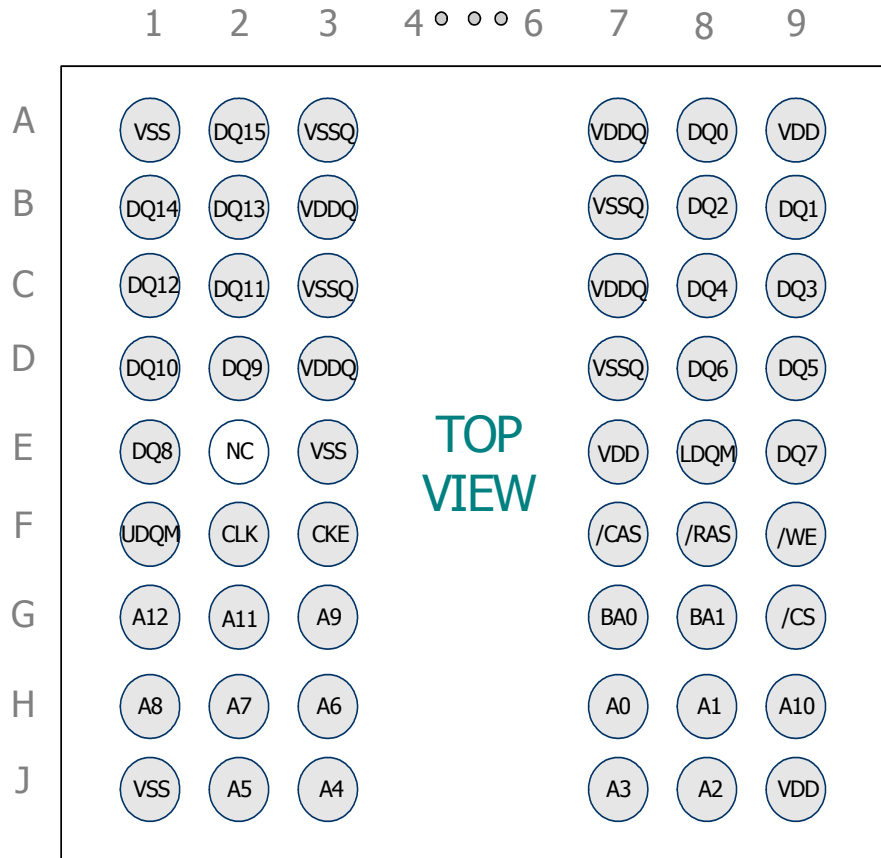 1 2 3 4 6 7 8 9
A VSS DQ15 VSSQ VDDQ DQ0 VDD
B DQ14 DQ13 VDDQ VSSQ DQ2 DQ1
C DQ12 DQ11 VSSQ VDDQ DQ4 DQ3
D DQ10 DQ9 VDDQ VSSQ DQ6 DQ5
E DQ8 NC VSS VDD LDQM DQ7
TOP
VIEW
F UDQM CLK CKE /CAS /RAS /WE
G A12 A11 A9 BA0 BA1 /CS
H A8 A7 A6 A0 A1 A10
J VSS A5 A4 A3 A2 VDD